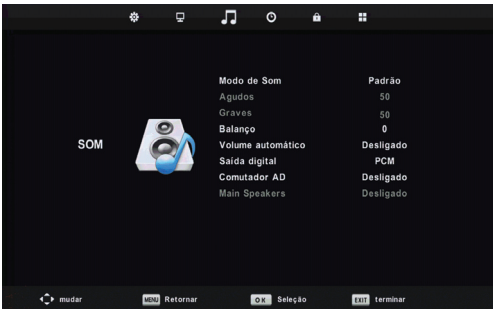 SOM
Modo de Som Padrão
Agudos 50
Graves 50
Balanço 0
Volume automático Desligado
Saída digital PCM
Comutador AD Desligado
Main Speakers Desligado
mudar MENU Retornar OK Seleção EXIT terminar